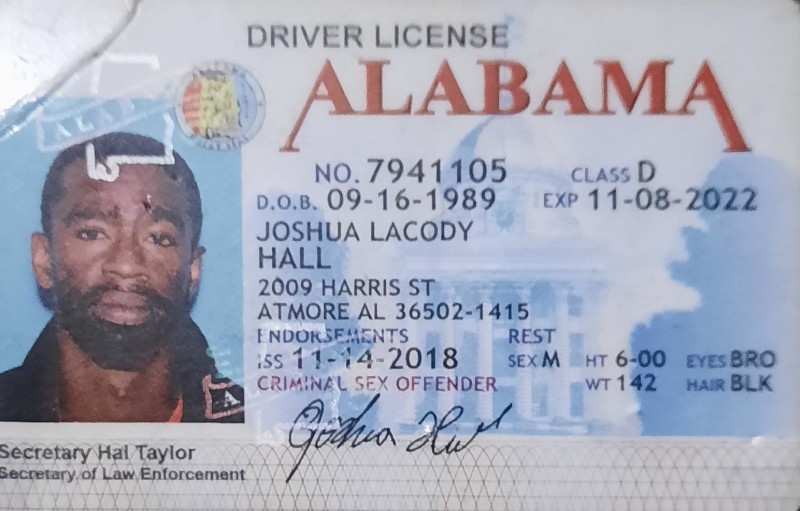 DRIVER LICENSE
ALABAMA
NO. 7941105 CLASS D
D.O.B. 09-16-1989 EXP 11-08-2022
JOSHUA LACODY
HALL
2009 HARRIS ST
ATMORE AL 36502-1415
ENDORSEMENTS REST
ISS 11-14-2018 SEX M HT 6-00 EYES BRO
CRIMINAL SEX OFFENDER WT 142 HAIR BLK
Joshua Hall
Secretary Hal Taylor
Secretary of Law Enforcement